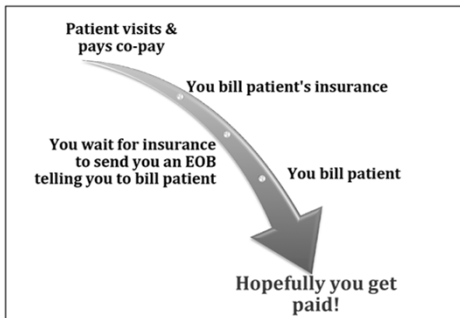 Patient visits &
pays co-pay
You bill patient's insurance
You wait for insurance
to send you an EOB
telling you to bill patient
You bill patient
Hopefully you get
paid!